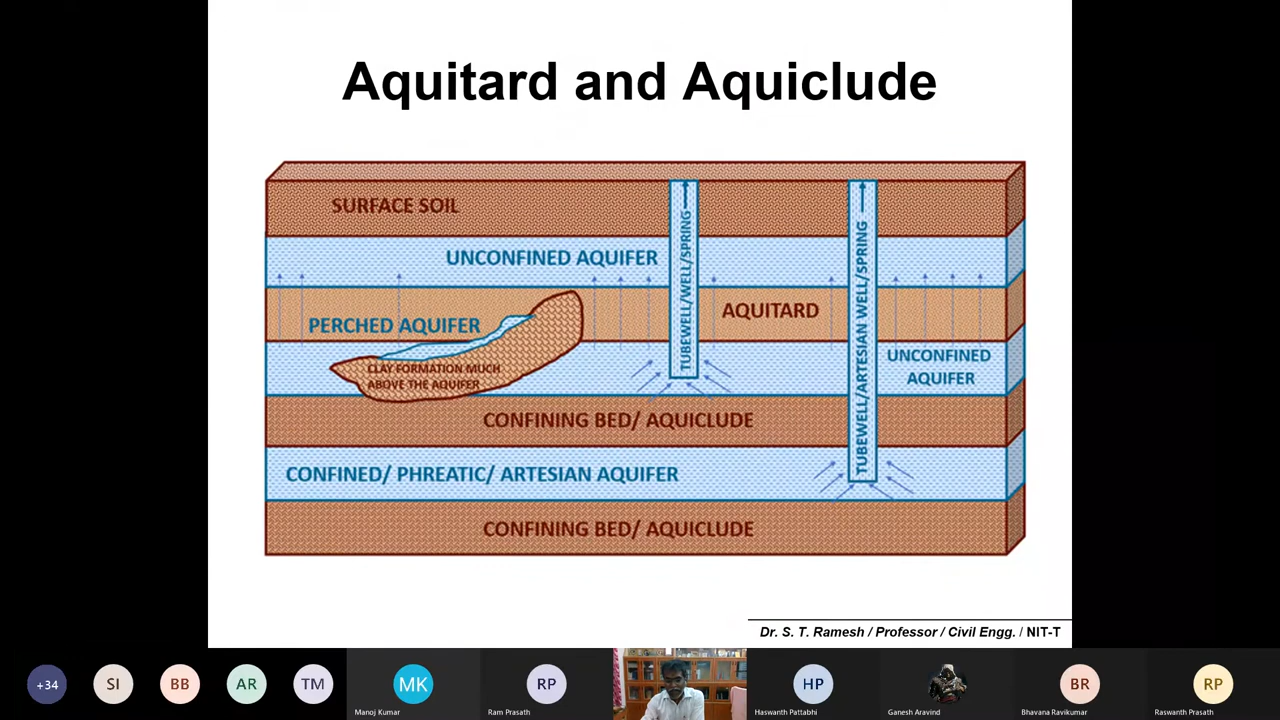 Aquitard and Aquiclude
SURFACE SOIL
UNCONFINED AQUIFER
TUBEWELL/WELL/SPRING
TUBEWELL/ARTESIAN WELL/SPRING
PERCHED AQUIFER
AQUITARD
CLAY FORMATION MUCH
ABOVE THE AQUIFER
UNCONFINED
AQUIFER
CONFINING BED/ AQUICLUDE
CONFINED/ PHREATIC/ ARTESIAN AQUIFER
CONFINING BED/ AQUICLUDE
Dr. S. T. Ramesh / Professor / Civil Engg. / NIT-T
+34
SI
BB
AR
TM
MK
Manoj Kumar
RP
Ram Prasath
HP
Haswanth Pattabhi
Ganesh Aravind
BR
Bhavana Ravikumar
RP
Raswanth Prasath